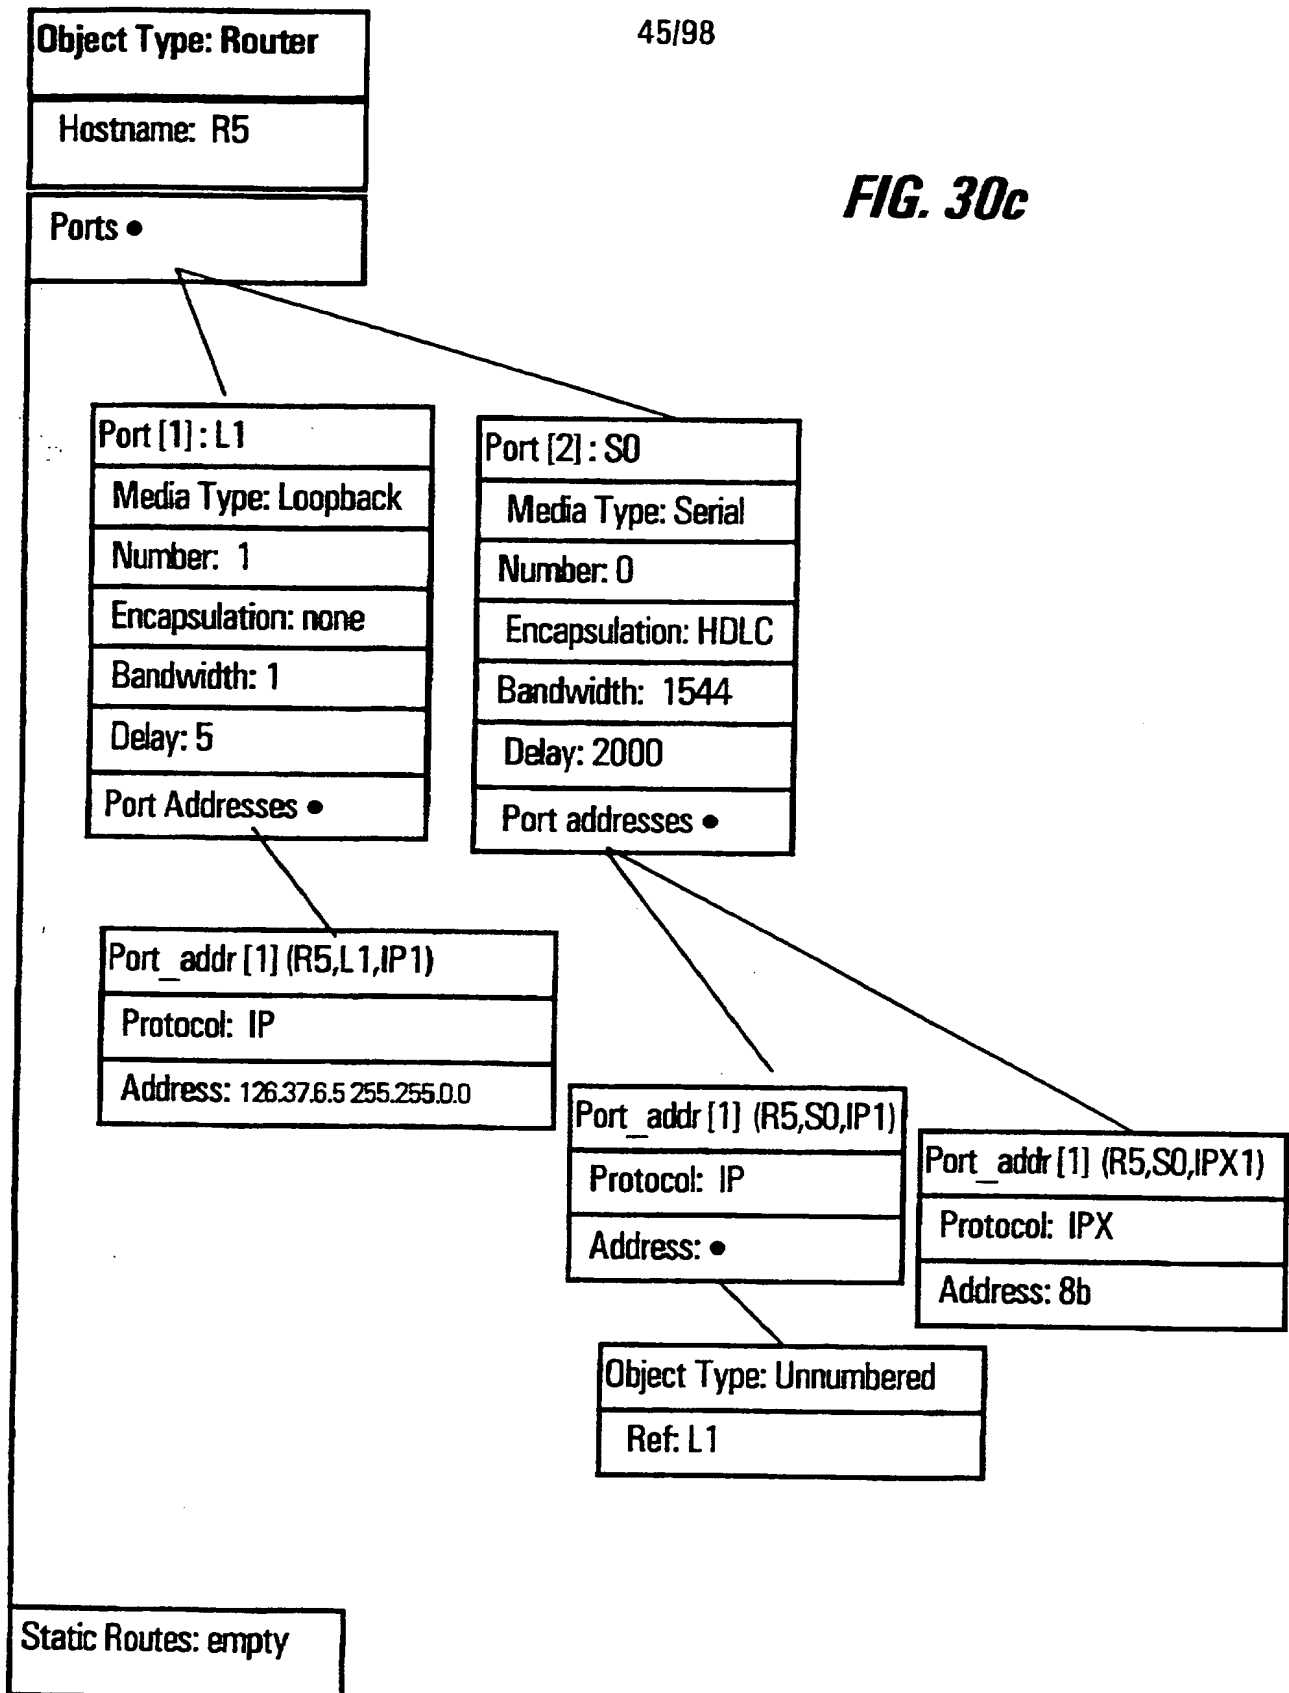 45/98
Object Type: Router
Hostname: R5
FIG. 30c
Ports •
Port [1] : L1
Media Type: Loopback
Number: 1
Encapsulation: none
Bandwidth: 1
Delay: 5
Port Addresses •
Port [2] : S0
Media Type: Serial
Number: 0
Encapsulation: HDLC
Bandwidth: 1544
Delay: 2000
Port addresses •
Port_addr [1] (R5,L1,IP1)
Protocol: IP
Address: 126.37.6.5 255.255.0.0
Port_addr [1] (R5,S0,IP1)
Protocol: IP
Address: •
Port_addr [1] (R5,S0,IPX1)
Protocol: IPX
Address: 8b
Object Type: Unnumbered
Ref: L1
Static Routes: empty